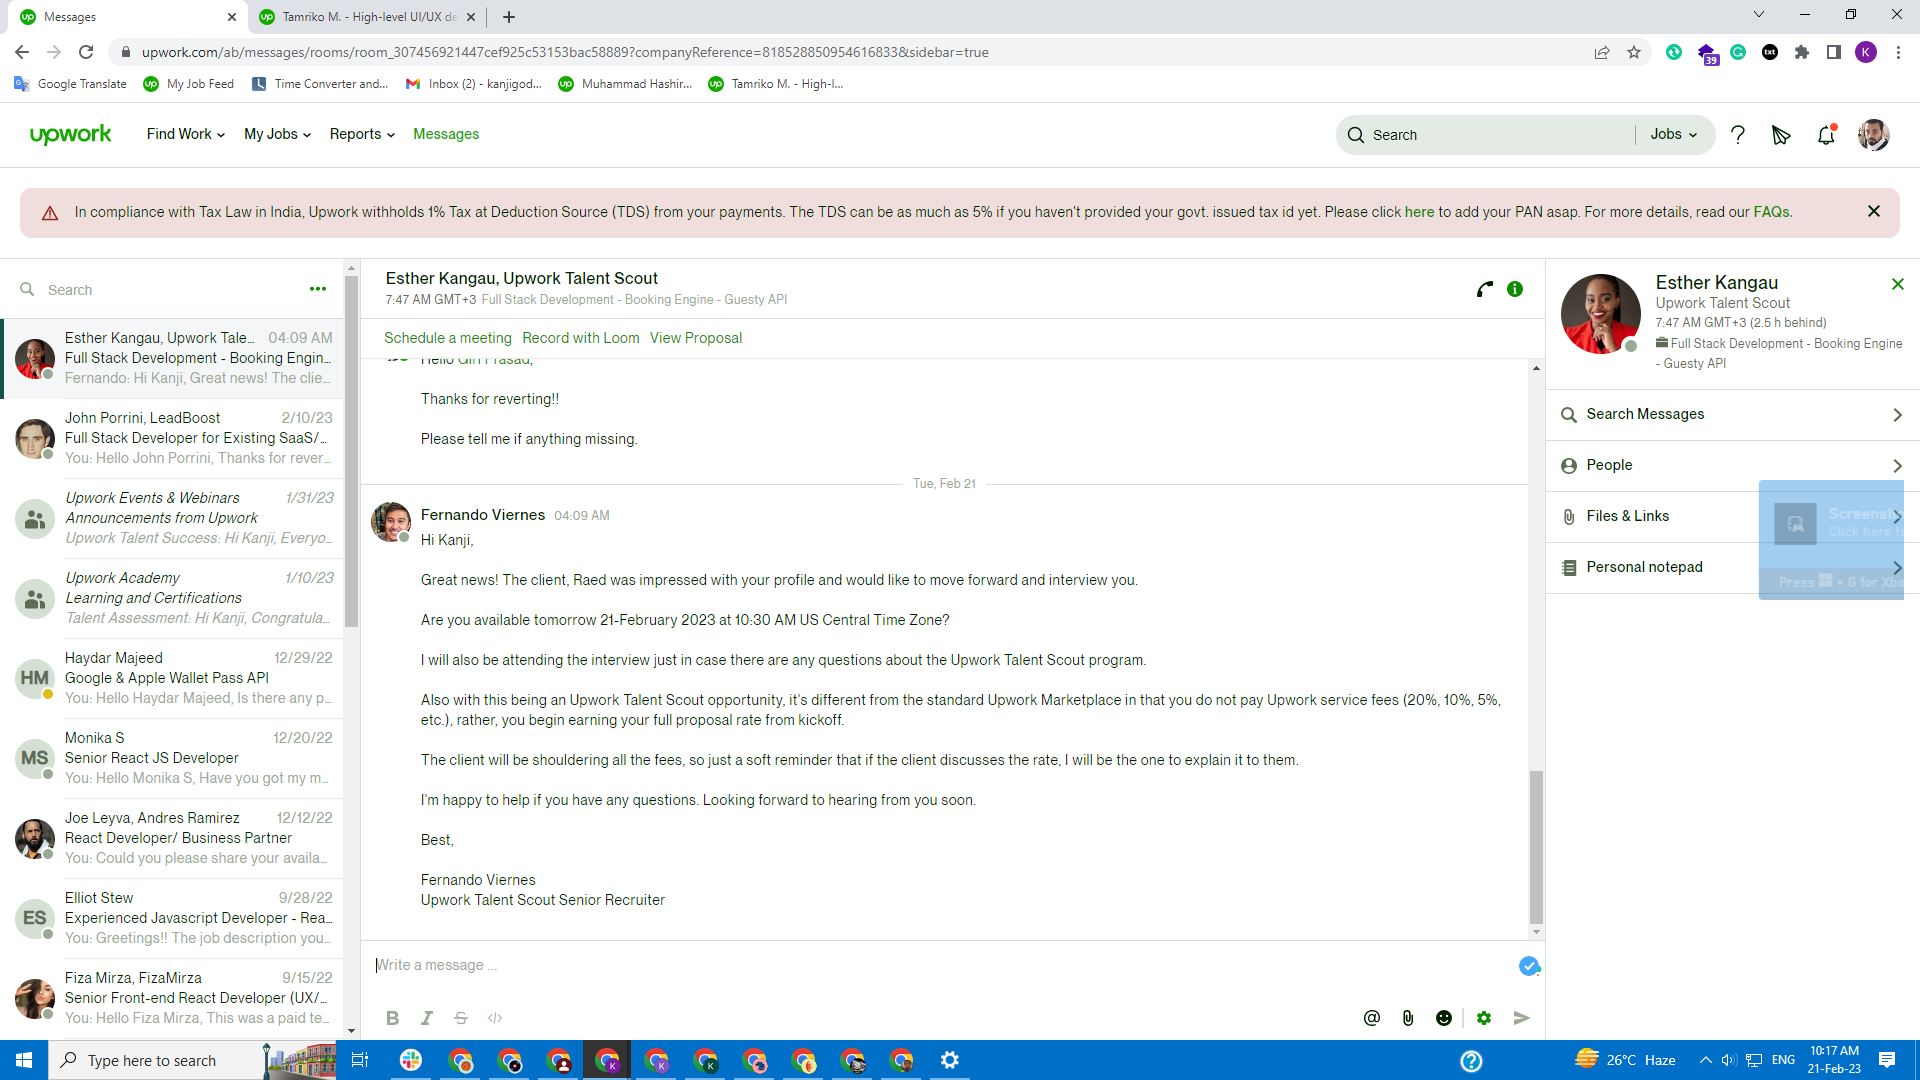 Messages
Tamriko M. - High-level UI/UX de
upwork.com/ab/messages/rooms/room_307456921447cef925c53153bac58889?companyReference=818528850954616833&sidebar=true
39
txt
K
Google Translate
My Job Feed
Time Converter and...
Inbox (2) - kanjigod...
Muhammad Hashir...
Tamriko M. - High-l...
upwork
Find Work
My Jobs
Reports
Messages
Search
Jobs
In compliance with Tax Law in India, Upwork withholds 1% Tax at Deduction Source (TDS) from your payments. The TDS can be as much as 5% if you haven't provided your govt. issued tax id yet. Please click here to add your PAN asap. For more details, read our FAQs.
Search
Esther Kangau, Upwork Tale... 04:09 AM
Full Stack Development - Booking Engin...
Fernando: Hi Kanji, Great news! The clie...
John Porrini, LeadBoost 2/10/23
Full Stack Developer for Existing SaaS/...
You: Hello John Porrini, Thanks for rever...
Upwork Events & Webinars 1/31/23
Announcements from Upwork
Upwork Talent Success: Hi Kanji, Everyo...
Upwork Academy 1/10/23
Learning and Certifications
Talent Assessment: Hi Kanji, Congratula...
HM
Haydar Majeed 12/29/22
Google & Apple Wallet Pass API
You: Hello Haydar Majeed, Is there any p...
MS
Monika S 12/20/22
Senior React JS Developer
You: Hello Monika S, Have you got my m...
Joe Leyva, Andres Ramirez 12/12/22
React Developer/ Business Partner
You: Could you please share your availa...
ES
Elliot Stew 9/28/22
Experienced Javascript Developer - Rea...
You: Greetings!! The job description you...
Fiza Mirza, FizaMirza 9/15/22
Senior Front-end React Developer (UX/...
You: Hello Fiza Mirza, This was a paid te...
Esther Kangau, Upwork Talent Scout
7:47 AM GMT+3 Full Stack Development - Booking Engine - Guesty API
Schedule a meeting Record with Loom View Proposal
Hello Giri Prasad,
Thanks for reverting!!
Please tell me if anything missing.
Tue, Feb 21
Fernando Viernes 04:09 AM
Hi Kanji,
Great news! The client, Raed was impressed with your profile and would like to move forward and interview you.
Are you available tomorrow 21-February 2023 at 10:30 AM US Central Time Zone?
I will also be attending the interview just in case there are any questions about the Upwork Talent Scout program.
Also with this being an Upwork Talent Scout opportunity, it's different from the standard Upwork Marketplace in that you do not pay Upwork service fees (20%, 10%, 5%,
etc.), rather, you begin earning your full proposal rate from kickoff.
The client will be shouldering all the fees, so just a soft reminder that if the client discusses the rate, I will be the one to explain it to them.
I'm happy to help if you have any questions. Looking forward to hearing from you soon.
Best,
Fernando Viernes
Upwork Talent Scout Senior Recruiter
Write a message ...
Esther Kangau
Upwork Talent Scout
7:47 AM GMT+3 (2.5 h behind)
Full Stack Development - Booking Engine
- Guesty API
Search Messages
People
Files & Links
Personal notepad
Click here to
Press + G for Xbo
Type here to search
26°C Haze
ENG
10:17 AM
21-Feb-23